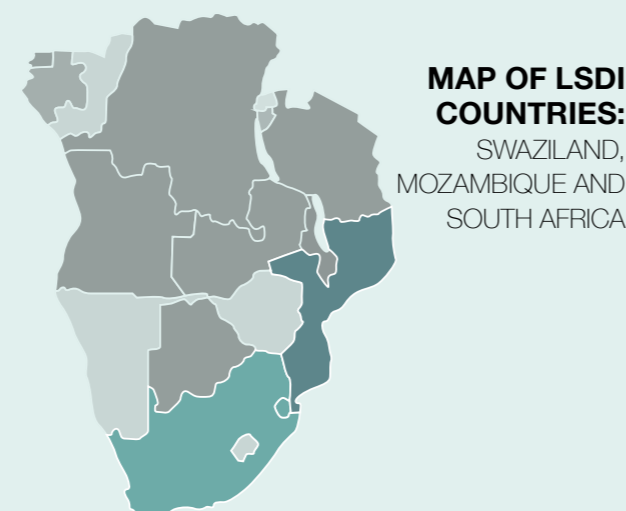 MAP OF LSDI
COUNTRIES:
SWAZILAND,
MOZAMBIQUE AND
SOUTH AFRICA